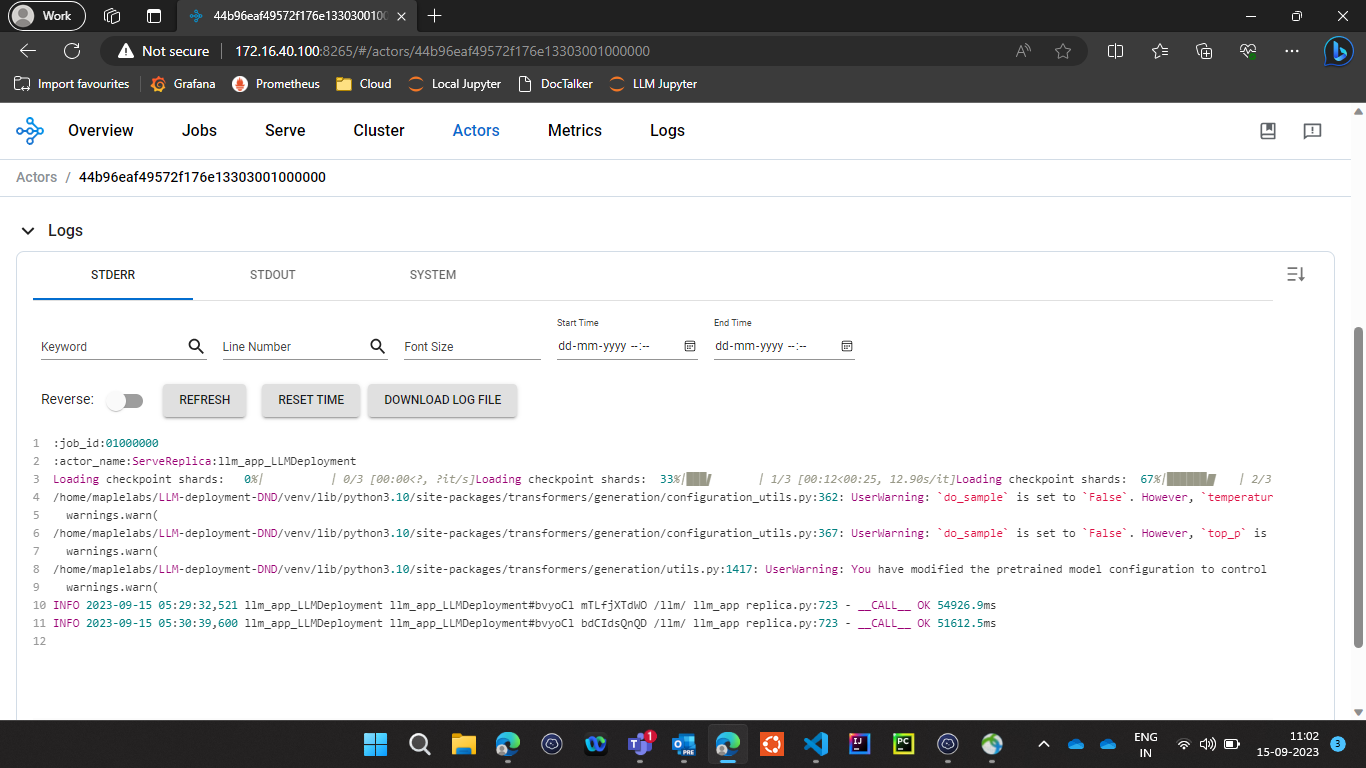 Work
44b96eaf49572f176e133030010
Not secure
172.16.40.100:8265/#/actors/44b96eaf49572f176e13303001000000
Import favourites
Grafana
Prometheus
Cloud
Local Jupyter
DocTalker
LLM Jupyter
Overview
Jobs
Serve
Cluster
Actors
Metrics
Logs
Actors / 44b96eaf49572f176e13303001000000
Logs
STDERR
STDOUT
SYSTEM
Start Time
End Time
Keyword
Line Number
Font Size
dd-mm-yyyy --:--
dd-mm-yyyy --:--
Reverse:
REFRESH
RESET TIME
DOWNLOAD LOG FILE
1 :job_id:01000000
2 :actor_name:ServeReplica:llm_app_LLMDeployment
3 Loading checkpoint shards: 0%| | 0/3 [00:00<?, ?it/s]Loading checkpoint shards: 33%|███/ | 1/3 [00:12<00:25, 12.90s/it]Loading checkpoint shards: 67%|██████▋ | 2/3
4 /home/maplelabs/LLM-deployment-DND/venv/lib/python3.10/site-packages/transformers/generation/configuration_utils.py:362: UserWarning: `do_sample` is set to `False`. However, `temperatur
5 warnings.warn(
6 /home/maplelabs/LLM-deployment-DND/venv/lib/python3.10/site-packages/transformers/generation/configuration_utils.py:367: UserWarning: `do_sample` is set to `False`. However, `top_p` is
7 warnings.warn(
8 /home/maplelabs/LLM-deployment-DND/venv/lib/python3.10/site-packages/transformers/generation/utils.py:1417: UserWarning: You have modified the pretrained model configuration to control
9 warnings.warn(
10 INFO 2023-09-15 05:29:32,521 llm_app_LLMDeployment llm_app_LLMDeployment#bvyoCl mTLfjXTdWO /llm/ llm_app replica.py:723 - __CALL__ OK 54926.9ms
11 INFO 2023-09-15 05:30:39,600 llm_app_LLMDeployment llm_app_LLMDeployment#bvyoCl bdCIdsQnQD /llm/ llm_app replica.py:723 - __CALL__ OK 51612.5ms
12
1
PRE
IJ
PC
ENG
IN
11:02
15-09-2023
3